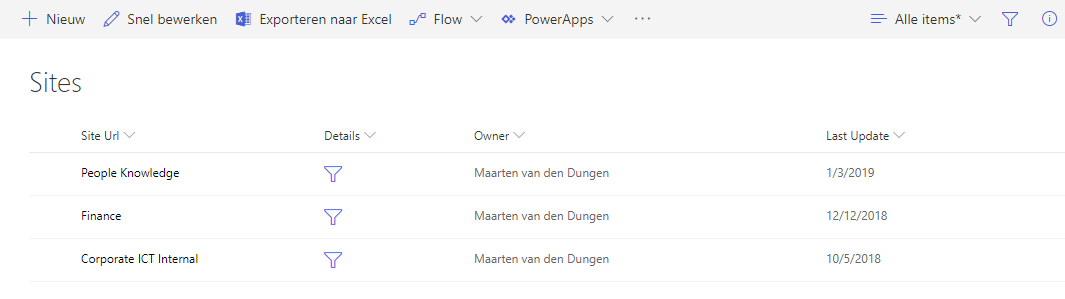 Nieuw Snel bewerken Exporteren naar Excel Flow PowerApps ... Alle items*
Sites
Site Url Details Owner Last Update
People Knowledge Maarten van den Dungen 1/3/2019
Finance Maarten van den Dungen 12/12/2018
Corporate ICT Internal Maarten van den Dungen 10/5/2018